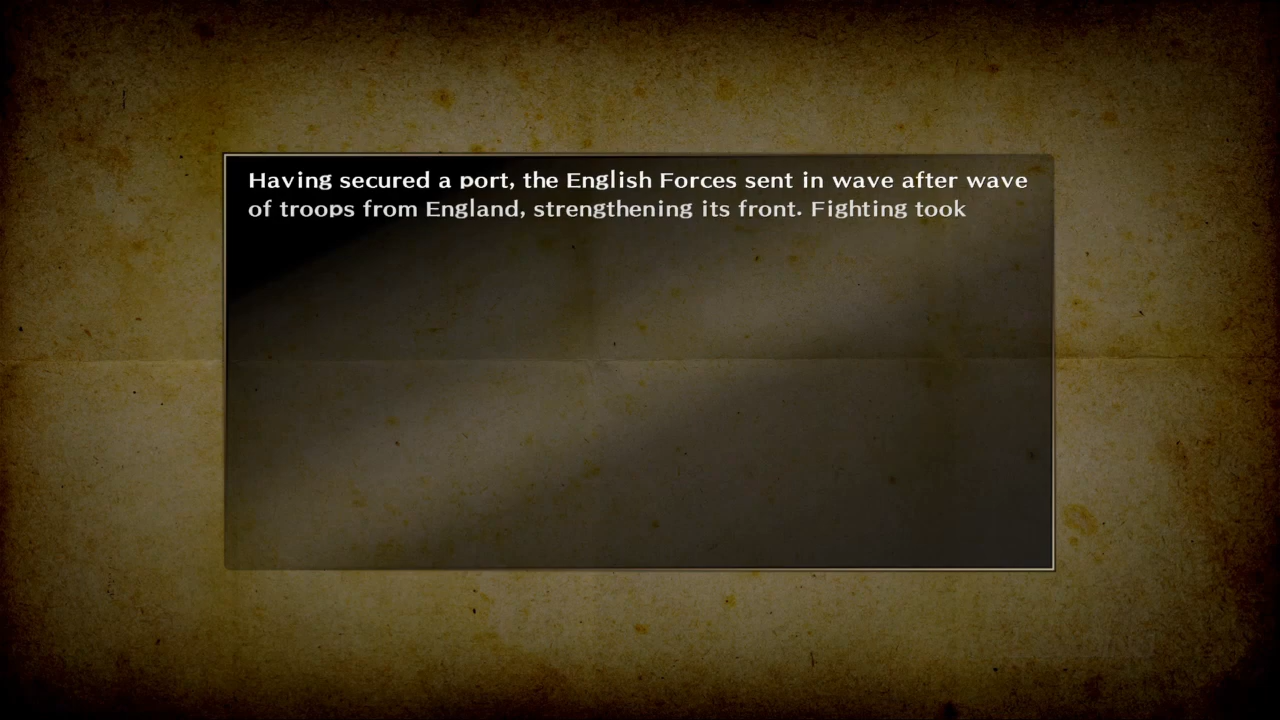 Having secured a port, the English Forces sent in wave after wave
of troops from England, strengthening its front. Fighting took